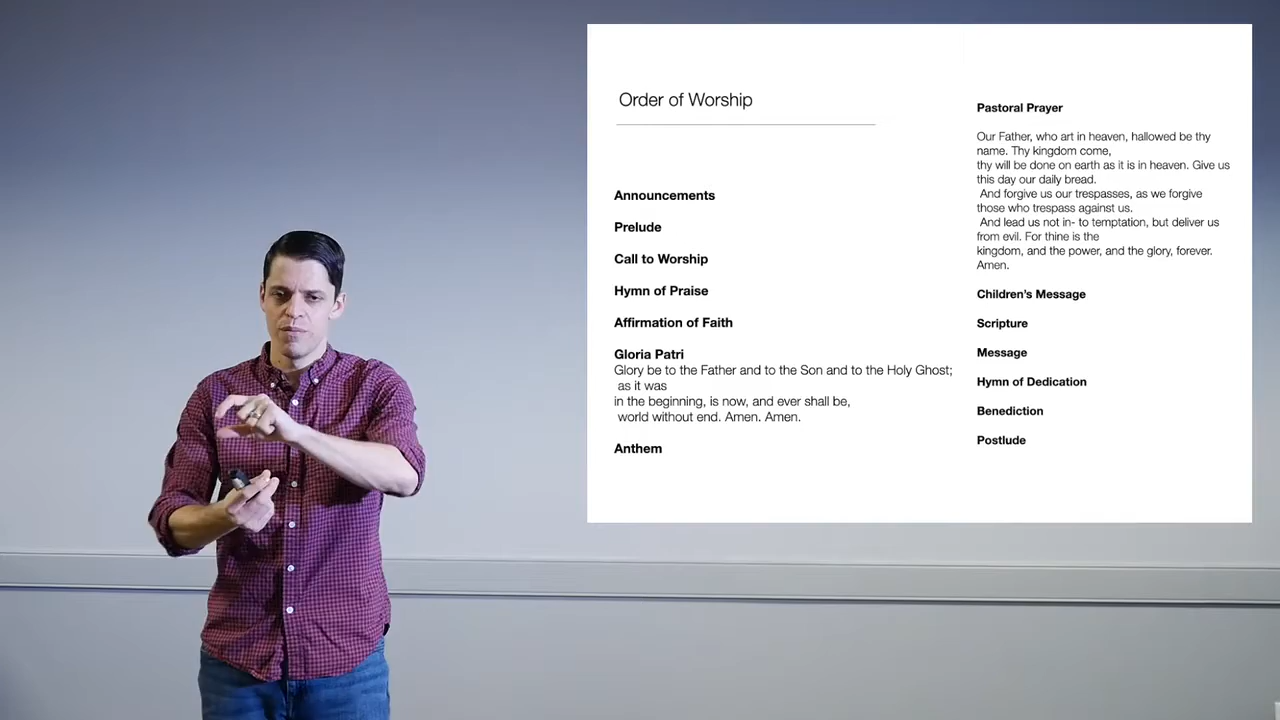 Order of Worship
Announcements
Prelude
Call to Worship
Hymn of Praise
Affirmation of Faith
Gloria Patri
Glory be to the Father and to the Son and to the Holy Ghost;
as it was
in the beginning, is now, and ever shall be,
world without end. Amen. Amen.
Anthem
Pastoral Prayer
Our Father, who art in heaven, hallowed be thy
name. Thy kingdom come,
thy will be done on earth as it is in heaven. Give us
this day our daily bread.
And forgive us our trespasses, as we forgive
those who trespass against us.
And lead us not in- to temptation, but deliver us
from evil. For thine is the
kingdom, and the power, and the glory, forever.
Amen.
Children’s Message
Scripture
Message
Hymn of Dedication
Benediction
Postlude